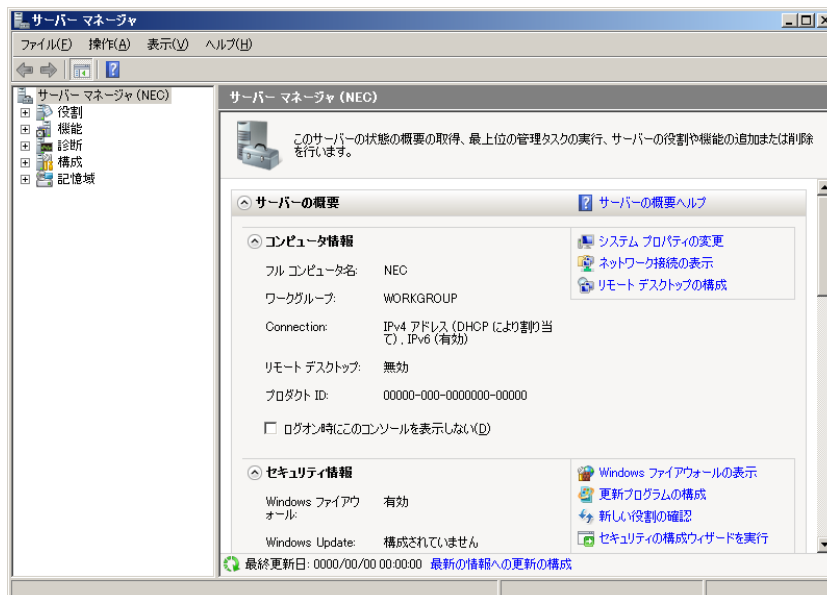 サーバー マネージャ
ファイル(F) 操作(A) 表示(V) ヘルプ(H)
サーバー マネージャ (NEC)
役割
機能
診断
構成
記憶域
サーバー マネージャ (NEC)
このサーバーの状態の概要の取得、最上位の管理タスクの実行、サーバーの役割や機能の追加または削除
を行います。
サーバーの概要
サーバーの概要ヘルプ
コンピュータ情報
フル コンピュータ名: NEC
ワークグループ: WORKGROUP
Connection: IPv4 アドレス (DHCP により割り当
て) , IPv6 (有効)
リモート デスクトップ: 無効
プロダクト ID: 00000-000-0000000-00000
ログオン時にこのコンソールを表示しない(D)
システム プロパティの変更
ネットワーク接続の表示
リモート デスクトップの構成
セキュリティ情報
Windows ファイアウ
ォール: 有効
Windows Update: 構成されていません
Windows ファイアウォールの表示
更新プログラムの構成
新しい役割の確認
セキュリティの構成ウィザードを実行
最終更新日: 0000/00/00 00:00:00 最新の情報への更新の構成